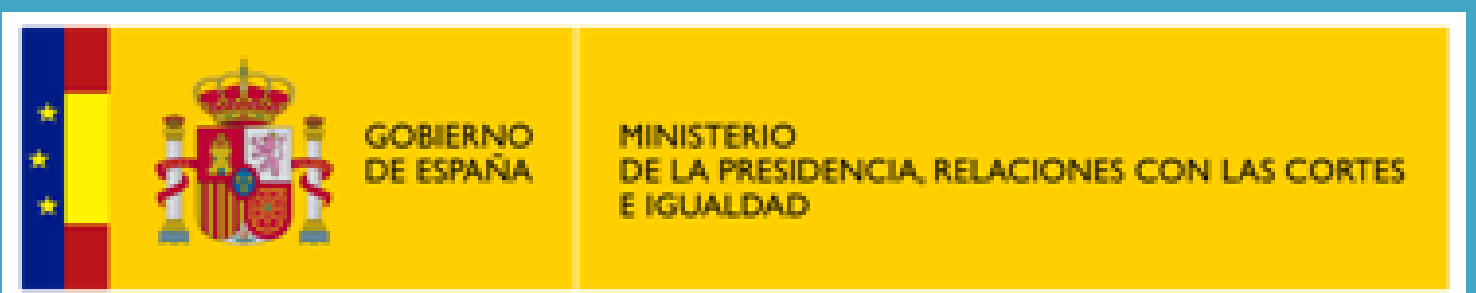 GOBIERNO
DE ESPAÑA
MINISTERIO
DE LA PRESIDENCIA, RELACIONES CON LAS CORTES
E IGUALDAD